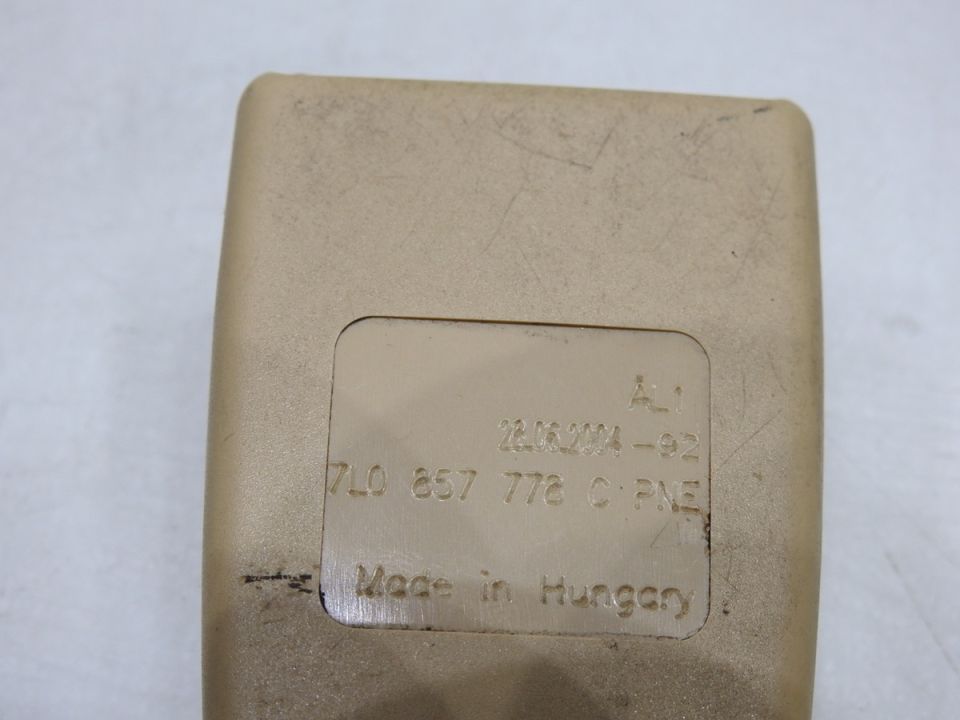 AL1
28.06.2004 -92
7L0 857 778 C PNE
Made in Hungary